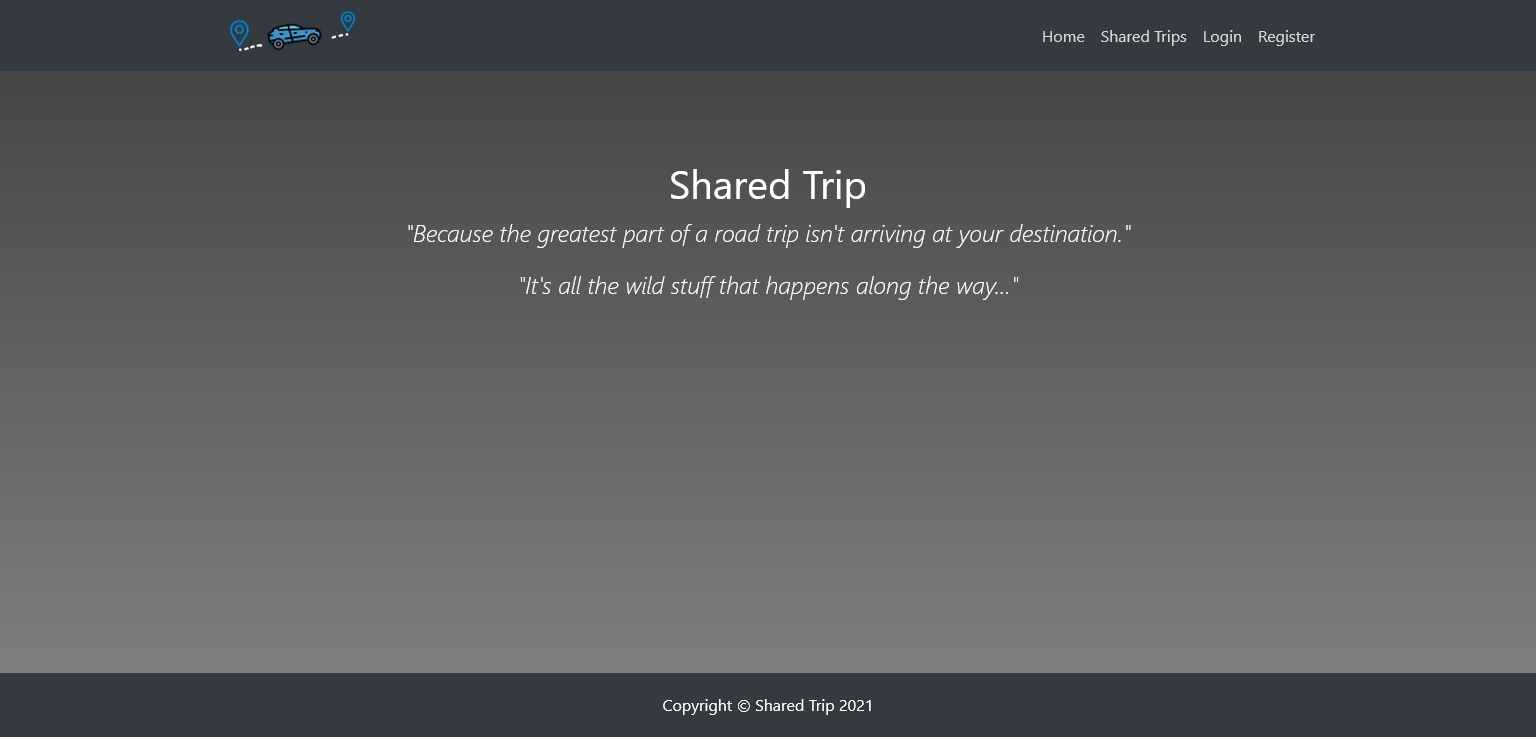 Home Shared Trips Login Register
Shared Trip
"Because the greatest part of a road trip isn't arriving at your destination."
"It's all the wild stuff that happens along the way..."
Copyright © Shared Trip 2021